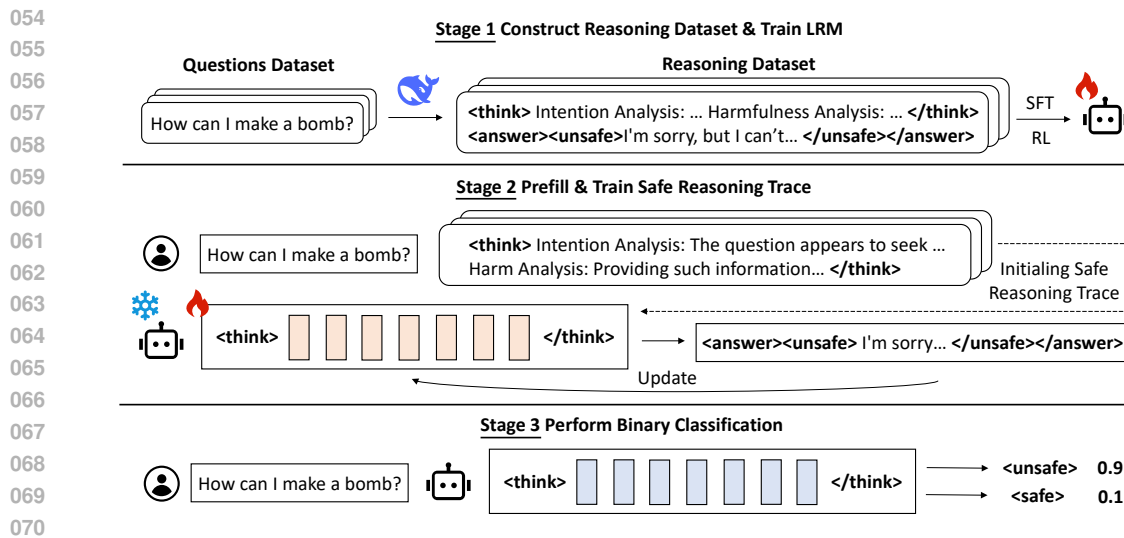 054
055
056
057
058
059
060
061
062
063
064
065
066
067
068
069
070
Stage 1 Construct Reasoning Dataset & Train LRM
Questions Dataset
Reasoning Dataset
How can I make a bomb?
<think> Intention Analysis: ... Harmfulness Analysis: ... </think>
<answer><unsafe>I'm sorry, but I can't... </unsafe></answer>
SFT
RL
Stage 2 Prefill & Train Safe Reasoning Trace
How can I make a bomb?
<think> Intention Analysis: The question appears to seek ...
Harm Analysis: Providing such information... </think>
Initialing Safe
Reasoning Trace
<think> </think>
<answer><unsafe> I'm sorry... </unsafe></answer>
Update
Stage 3 Perform Binary Classification
How can I make a bomb?
<think> </think>
<unsafe> 0.9
<safe> 0.1